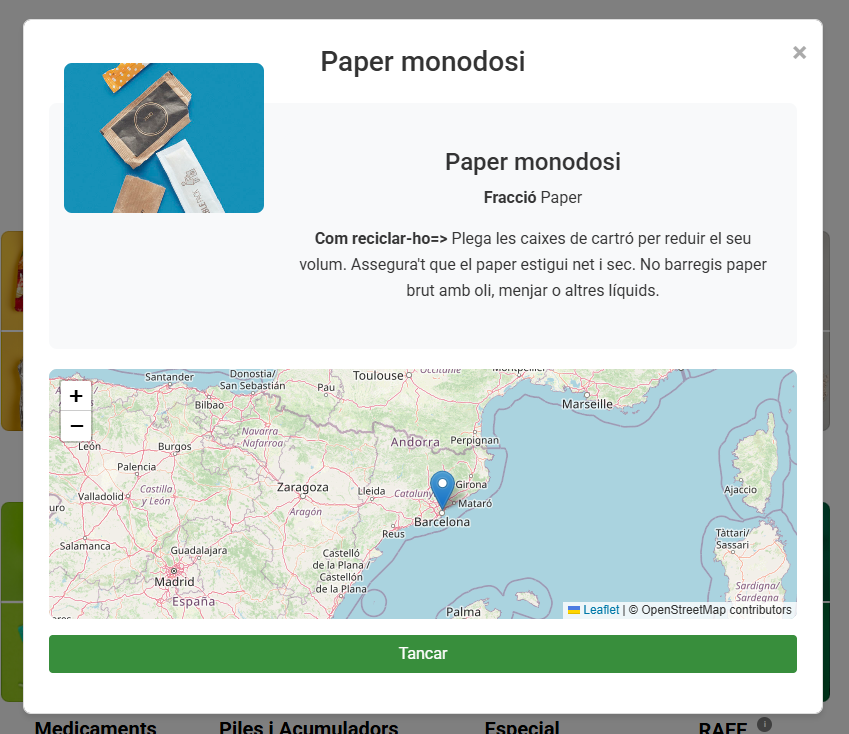 Paper monodosi
×
Paper monodosi
Fracció Paper
Com reciclar-ho=> Plega les caixes de cartró per reduir el seu
volum. Assegura't que el paper estigui net i sec. No barregis paper
brut amb oli, menjar o altres líquids.
+
−
Santander
Donostia/
San Sebastián
Toulouse
Occitanie
Montpellier
Bilbao
Pau
Marseille
León
Burgos
Navarra
- Nafarroa
Andorra
Perpignan
Palencia
Valladolid
Castilla
y León
Zaragoza
Aragón
Lleida
Girona
Mataró
Barcelona
Reus
Ajaccio
Salamanca
Guadalajara
Madrid
España
Castelló
de la Plana /
Castellón
de la Plana
Tàttari/
Sassari
Sardigna/
Sardegna
Palma
Leaflet | © OpenStreetMap contributors
Tancar
Medicaments
Piles i Acumuladors
Especial
RAEE
i